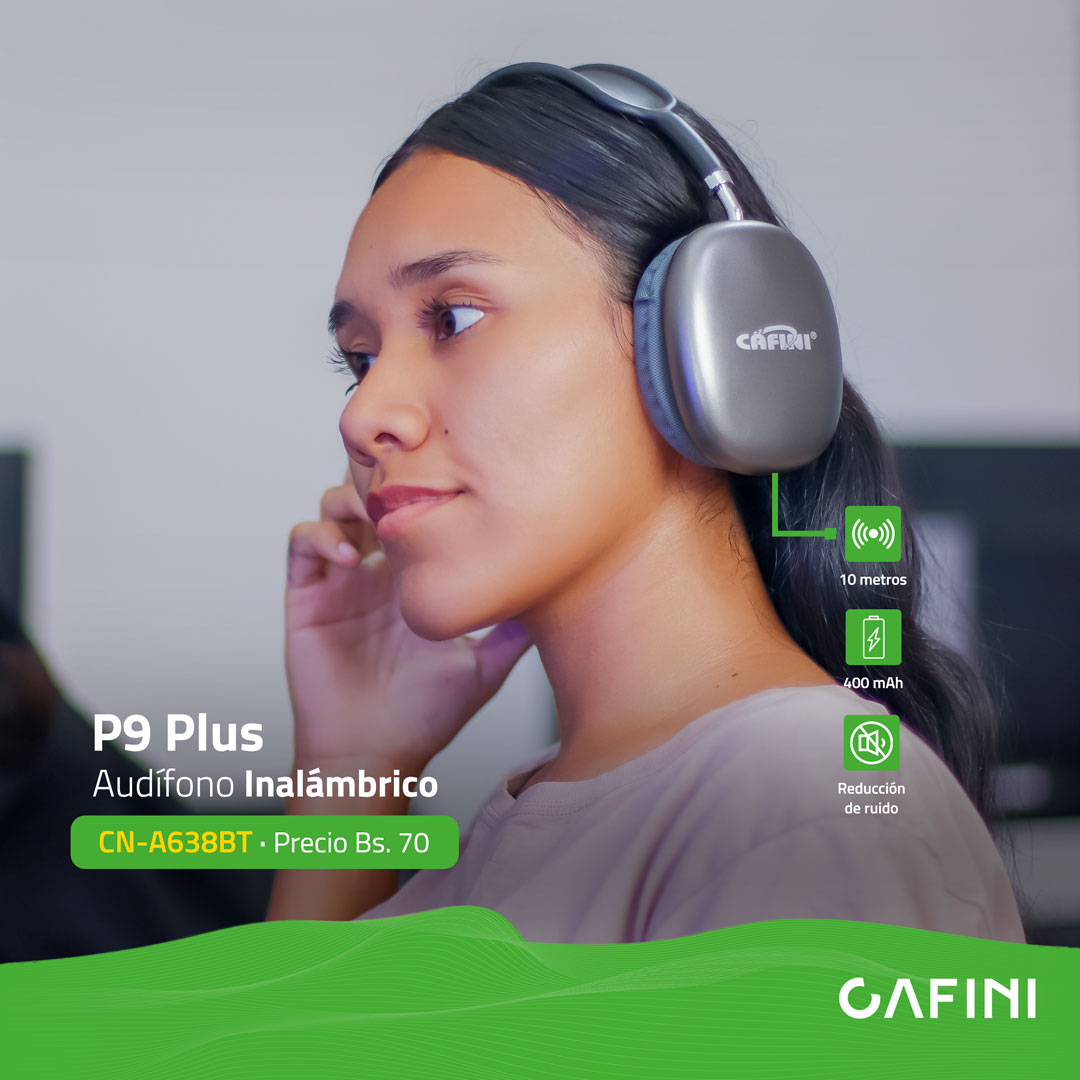 CAFINI®
10 metros
400 mAh
Reducción
de ruido
P9 Plus
Audífono Inalámbrico
CN-A638BT · Precio Bs. 70
CAFINI